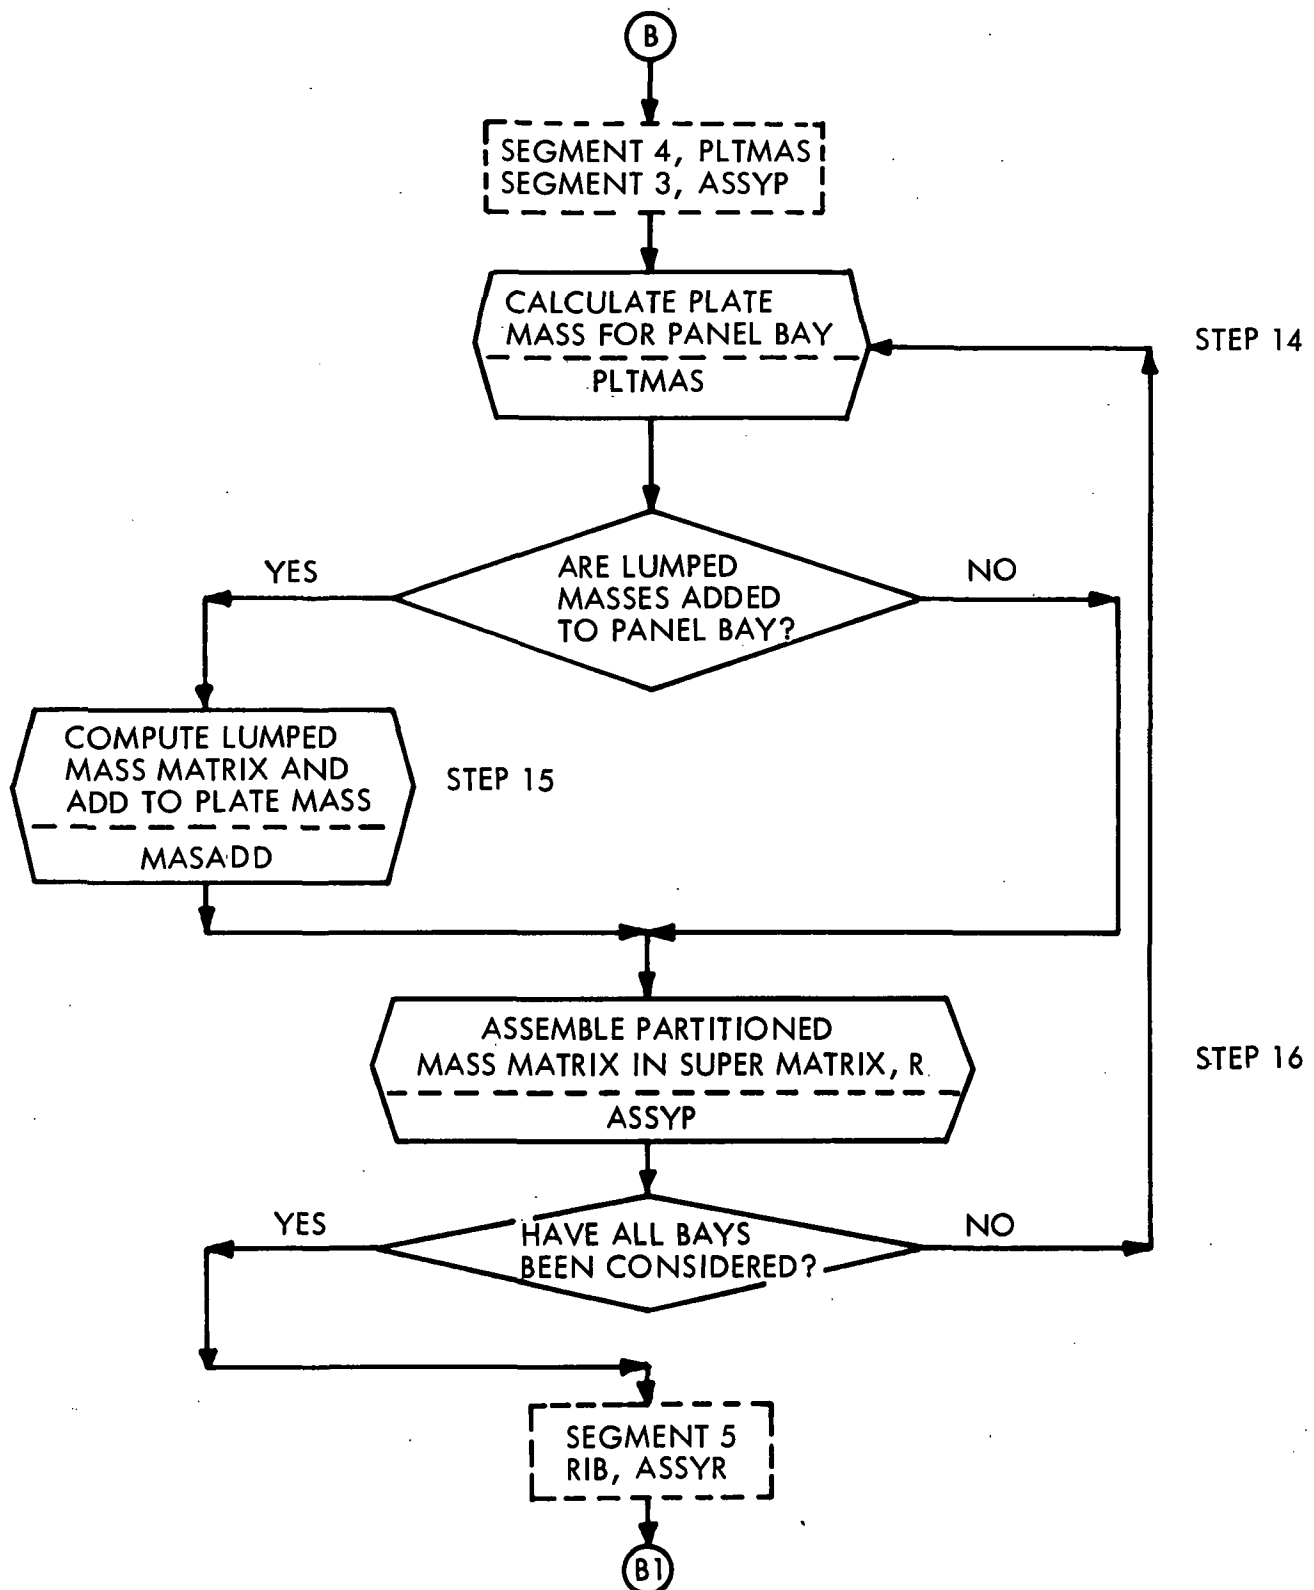 B
SEGMENT 4, PLTMAS
SEGMENT 3, ASSYP
CALCULATE PLATE
MASS FOR PANEL BAY
PLTMAS
STEP 14
ARE LUMPED
MASSES ADDED
TO PANEL BAY?
YES
NO
COMPUTE LUMPED
MASS MATRIX AND
ADD TO PLATE MASS
MASADD
STEP 15
ASSEMBLE PARTITIONED
MASS MATRIX IN SUPER MATRIX, R
ASSYP
STEP 16
HAVE ALL BAYS
BEEN CONSIDERED?
YES
NO
SEGMENT 5
RIB, ASSYR
B1